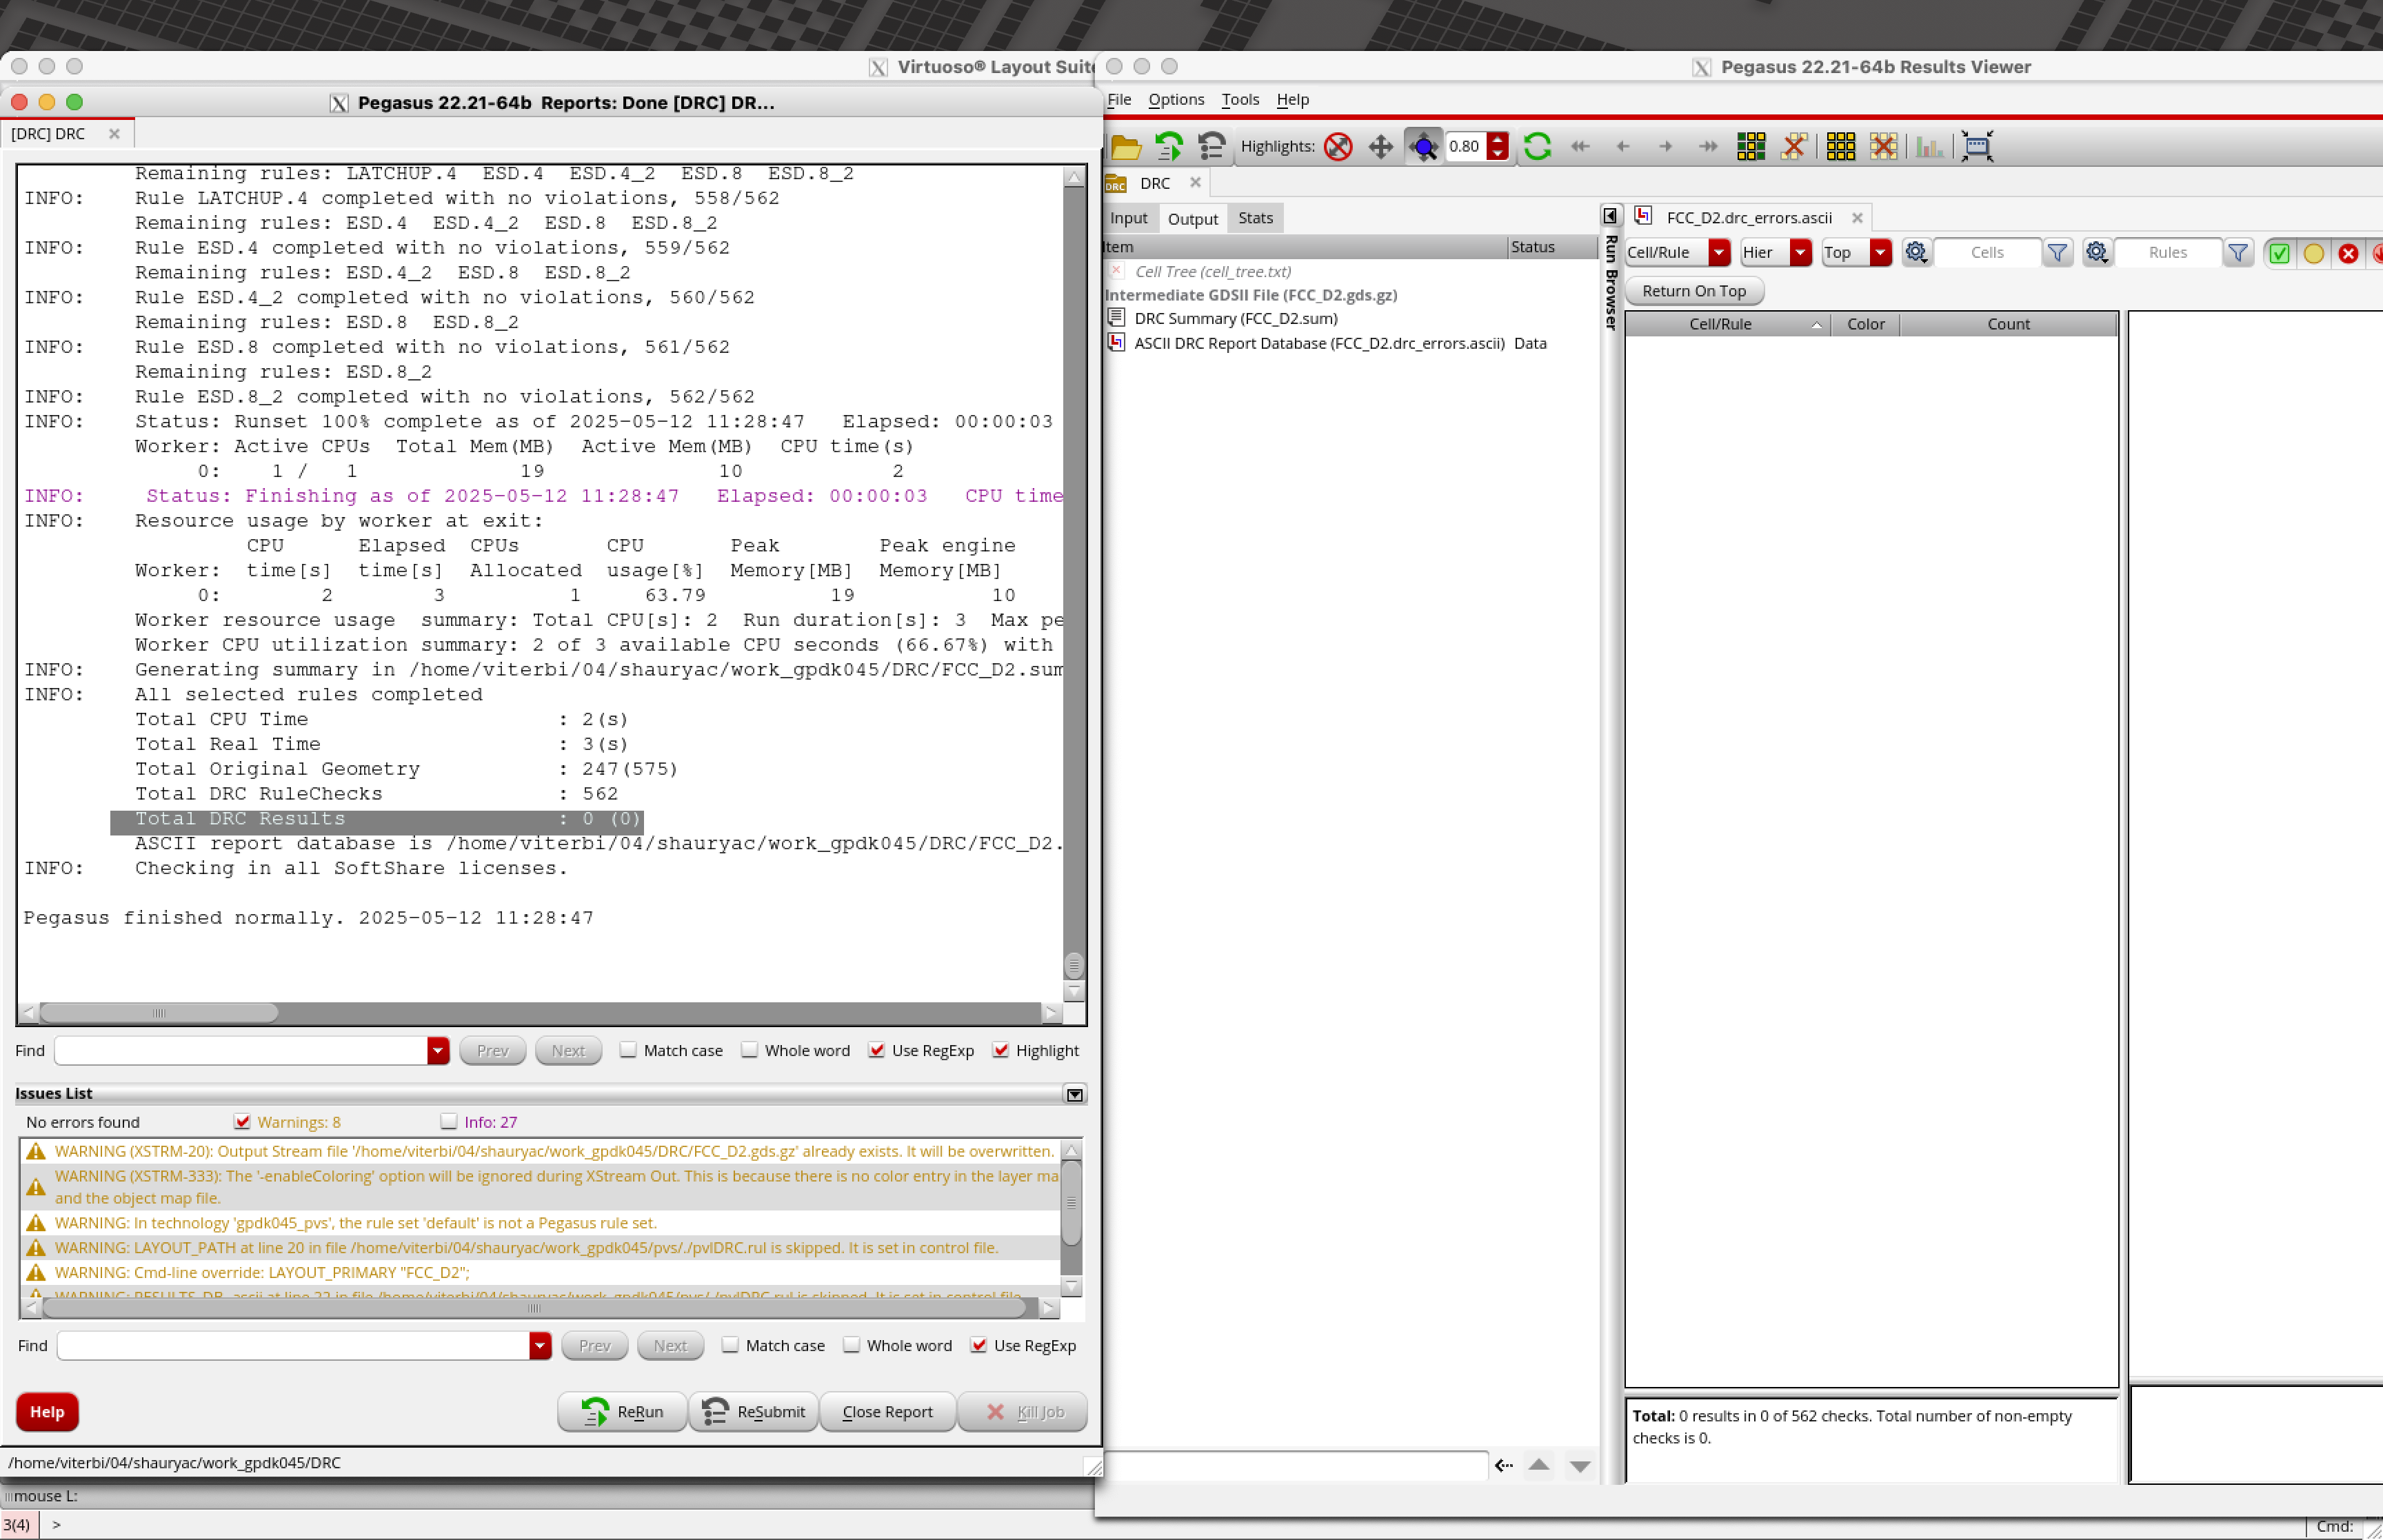 Virtuoso® Layout Suite
Pegasus 22.21-64b Reports: Done [DRC] DR...
[DRC] DRC
Remaining rules: LATCHUP.4 ESD.4 ESD.4_2 ESD.8 ESD.8_2
INFO: Rule LATCHUP.4 completed with no violations, 558/562
Remaining rules: ESD.4 ESD.4_2 ESD.8 ESD.8_2
INFO: Rule ESD.4 completed with no violations, 559/562
Remaining rules: ESD.4_2 ESD.8 ESD.8_2
INFO: Rule ESD.4_2 completed with no violations, 560/562
Remaining rules: ESD.8 ESD.8_2
INFO: Rule ESD.8 completed with no violations, 561/562
Remaining rules: ESD.8_2
INFO: Rule ESD.8_2 completed with no violations, 562/562
INFO: Status: Runset 100% complete as of 2025-05-12 11:28:47 Elapsed: 00:00:03
Worker: Active CPUs Total Mem(MB) Active Mem(MB) CPU time(s)
0: 1 / 1 19 10 2
INFO: Status: Finishing as of 2025-05-12 11:28:47 Elapsed: 00:00:03 CPU time
INFO: Resource usage by worker at exit:
CPU Elapsed CPUs CPU Peak Peak engine
Worker: time[s] time[s] Allocated usage[%] Memory[MB] Memory[MB]
0: 2 3 1 63.79 19 10
Worker resource usage summary: Total CPU[s]: 2 Run duration[s]: 3 Max pe
Worker CPU utilization summary: 2 of 3 available CPU seconds (66.67%) with
INFO: Generating summary in /home/viterbi/04/shauryac/work_gpdk045/DRC/FCC_D2.sum
INFO: All selected rules completed
Total CPU Time : 2(s)
Total Real Time : 3(s)
Total Original Geometry : 247(575)
Total DRC RuleChecks : 562
Total DRC Results : 0 (0)
ASCII report database is /home/viterbi/04/shauryac/work_gpdk045/DRC/FCC_D2.
INFO: Checking in all SoftShare licenses.
Pegasus finished normally. 2025-05-12 11:28:47
Find Prev Next Match case Whole word Use RegExp Highlight
Issues List
No errors found Warnings: 8 Info: 27
WARNING (XSTRM-20): Output Stream file '/home/viterbi/04/shauryac/work_gpdk045/DRC/FCC_D2.gds.gz' already exists. It will be overwritten.
WARNING (XSTRM-333): The '-enableColoring' option will be ignored during XStream Out. This is because there is no color entry in the layer ma
and the object map file.
WARNING: In technology 'gpdk045_pvs', the rule set 'default' is not a Pegasus rule set.
WARNING: LAYOUT_PATH at line 20 in file /home/viterbi/04/shauryac/work_gpdk045/pvs/./pvlDRC.rul is skipped. It is set in control file.
WARNING: Cmd-line override: LAYOUT_PRIMARY "FCC_D2";
WARNING: RESULTS_DB -ascii at line 22 in file /home/viterbi/04/shauryac/work_gpdk045/pvs/./pvlDRC.rul is skipped. It is set in control file.
Find Prev Next Match case Whole word Use RegExp
Help ReRun ReSubmit Close Report Kill Job
/home/viterbi/04/shauryac/work_gpdk045/DRC
mouse L:
3(4) >
Pegasus 22.21-64b Results Viewer
File Options Tools Help
Highlights: 0.80
DRC
Input Output Stats
Item Status
Cell Tree (cell_tree.txt)
Intermediate GDSII File (FCC_D2.gds.gz)
DRC Summary (FCC_D2.sum)
ASCII DRC Report Database (FCC_D2.drc_errors.ascii) Data
Run Browser
FCC_D2.drc_errors.ascii
Cell/Rule Hier Top Cells Rules
Return On Top
Cell/Rule Color Count
Total: 0 results in 0 of 562 checks. Total number of non-empty
checks is 0.
Cmd: